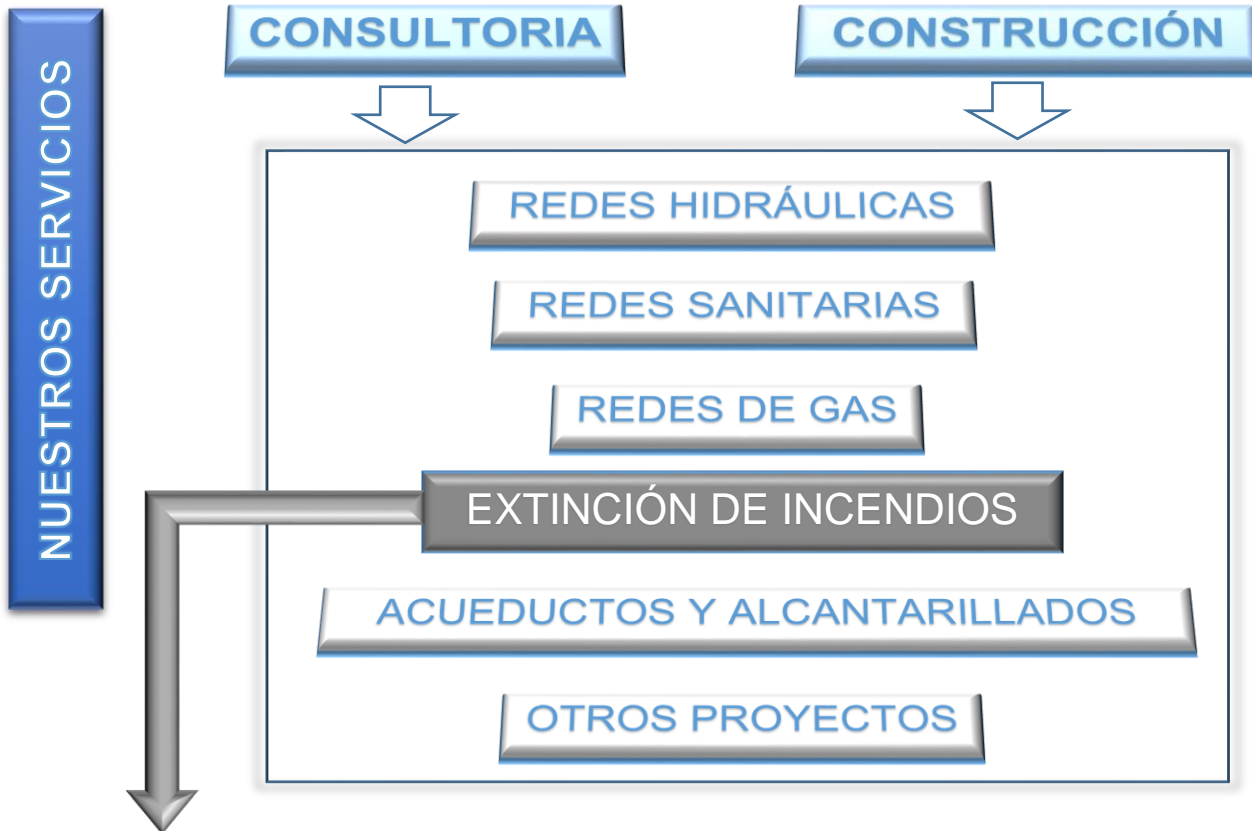 NUESTROS SERVICIOS
CONSULTORIA
CONSTRUCCIÓN
REDES HIDRÁULICAS
REDES SANITARIAS
REDES DE GAS
EXTINCIÓN DE INCENDIOS
ACUEDUCTOS Y ALCANTARILLADOS
OTROS PROYECTOS